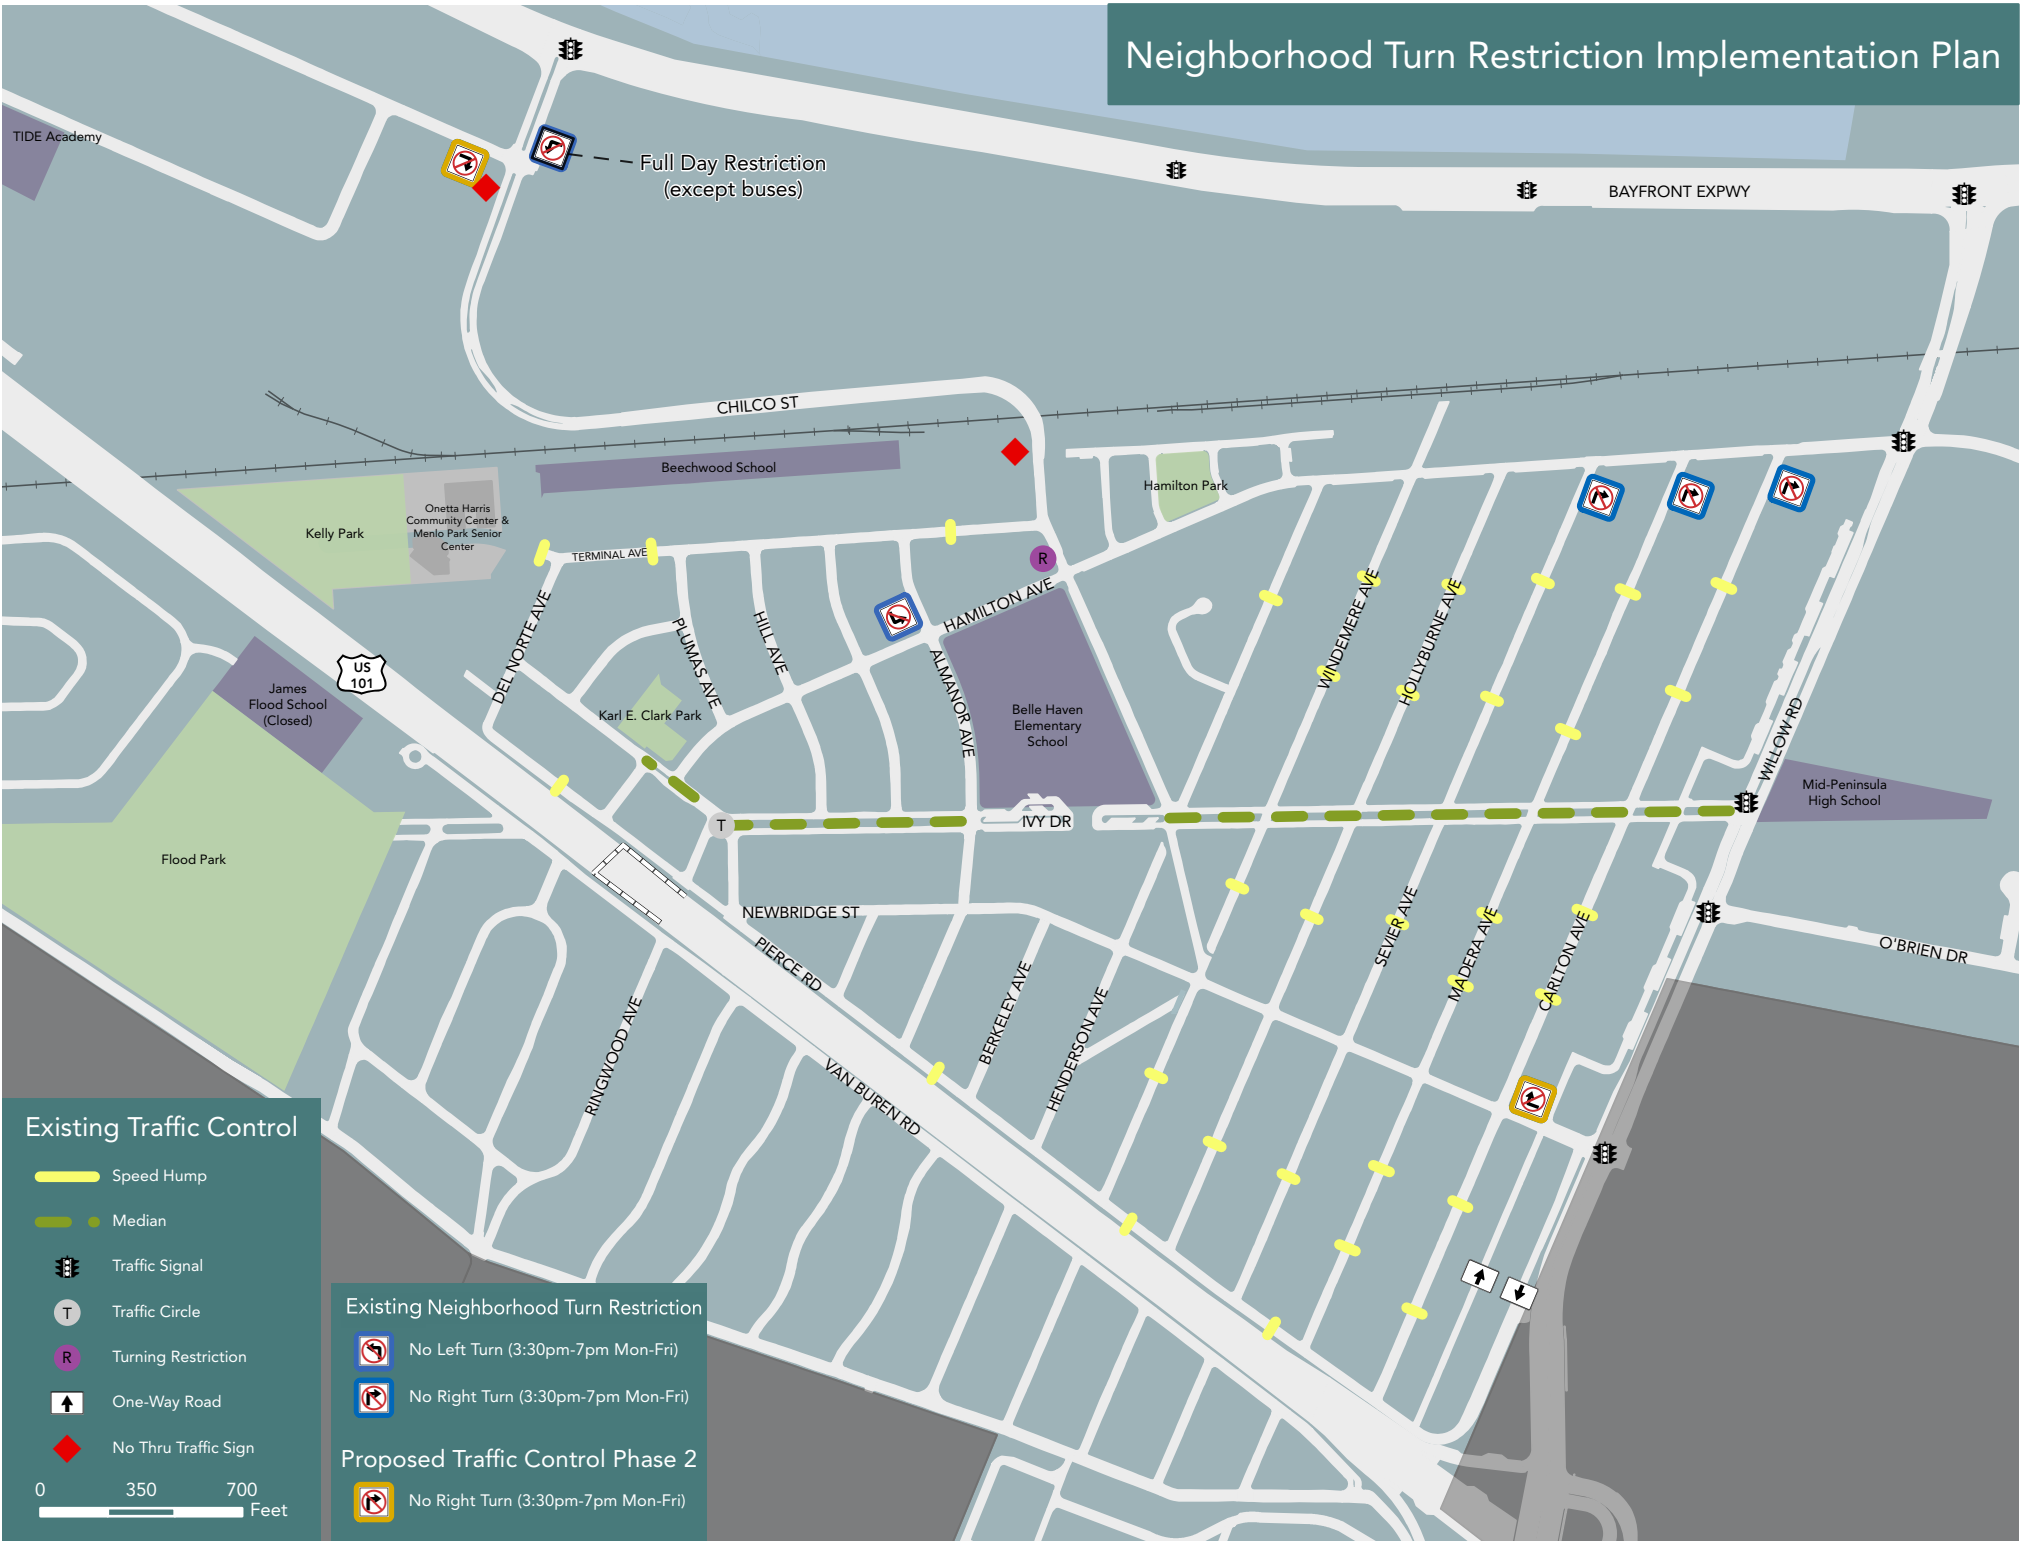 Neighborhood Turn Restriction Implementation Plan
TIDE Academy
Full Day Restriction
(except buses)
BAYFRONT EXPWY
CHILCO ST
Beechwood School
Hamilton Park
Onetta Harris
Community Center &
Menlo Park Senior
Center
Kelly Park
TERMINAL AVE
R
HAMILTON AVE
DEL NORTE AVE
PLUMAS AVE
HILL AVE
ALMANOR AVE
WINDEMERE AVE
HOLLYBURNE AVE
US
101
James
Flood School
(Closed)
Karl E. Clark Park
Belle Haven
Elementary
School
WILLOW RD
Mid-Peninsula
High School
T
IVY DR
Flood Park
NEWBRIDGE ST
PIERCE RD
SEVIER AVE
MADERA AVE
CARLTON AVE
O'BRIEN DR
BERKELEY AVE
HENDERSON AVE
RINGWOOD AVE
VAN BUREN RD
Existing Traffic Control
Speed Hump
Median
Traffic Signal
T Traffic Circle
R Turning Restriction
One-Way Road
No Thru Traffic Sign
0 350 700
Feet
Existing Neighborhood Turn Restriction
No Left Turn (3:30pm-7pm Mon-Fri)
No Right Turn (3:30pm-7pm Mon-Fri)
Proposed Traffic Control Phase 2
No Right Turn (3:30pm-7pm Mon-Fri)